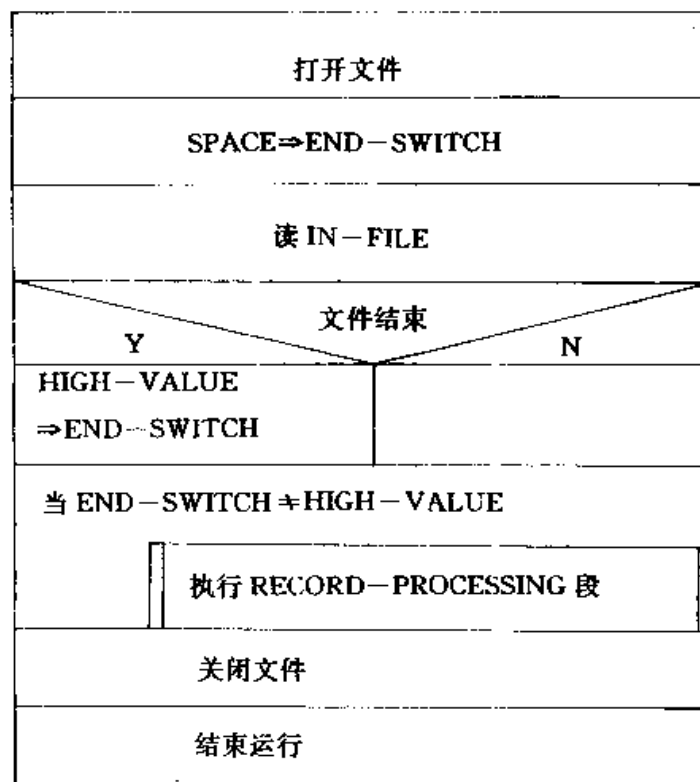 打开文件
SPACE⇒END-SWITCH
读 IN-FILE
文件结束
Y
N
HIGH-VALUE
⇒END-SWITCH
当 END-SWITCH≠HIGH-VALUE
执行 RECORD-PROCESSING 段
关闭文件
结束运行